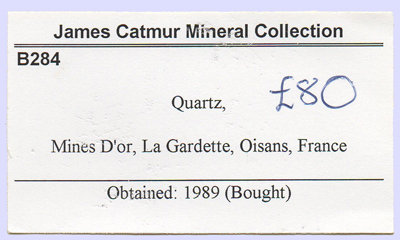 James Catmur Mineral Collection
B284
Quartz, £80
Mines D'or, La Gardette, Oisans, France
Obtained: 1989 (Bought)